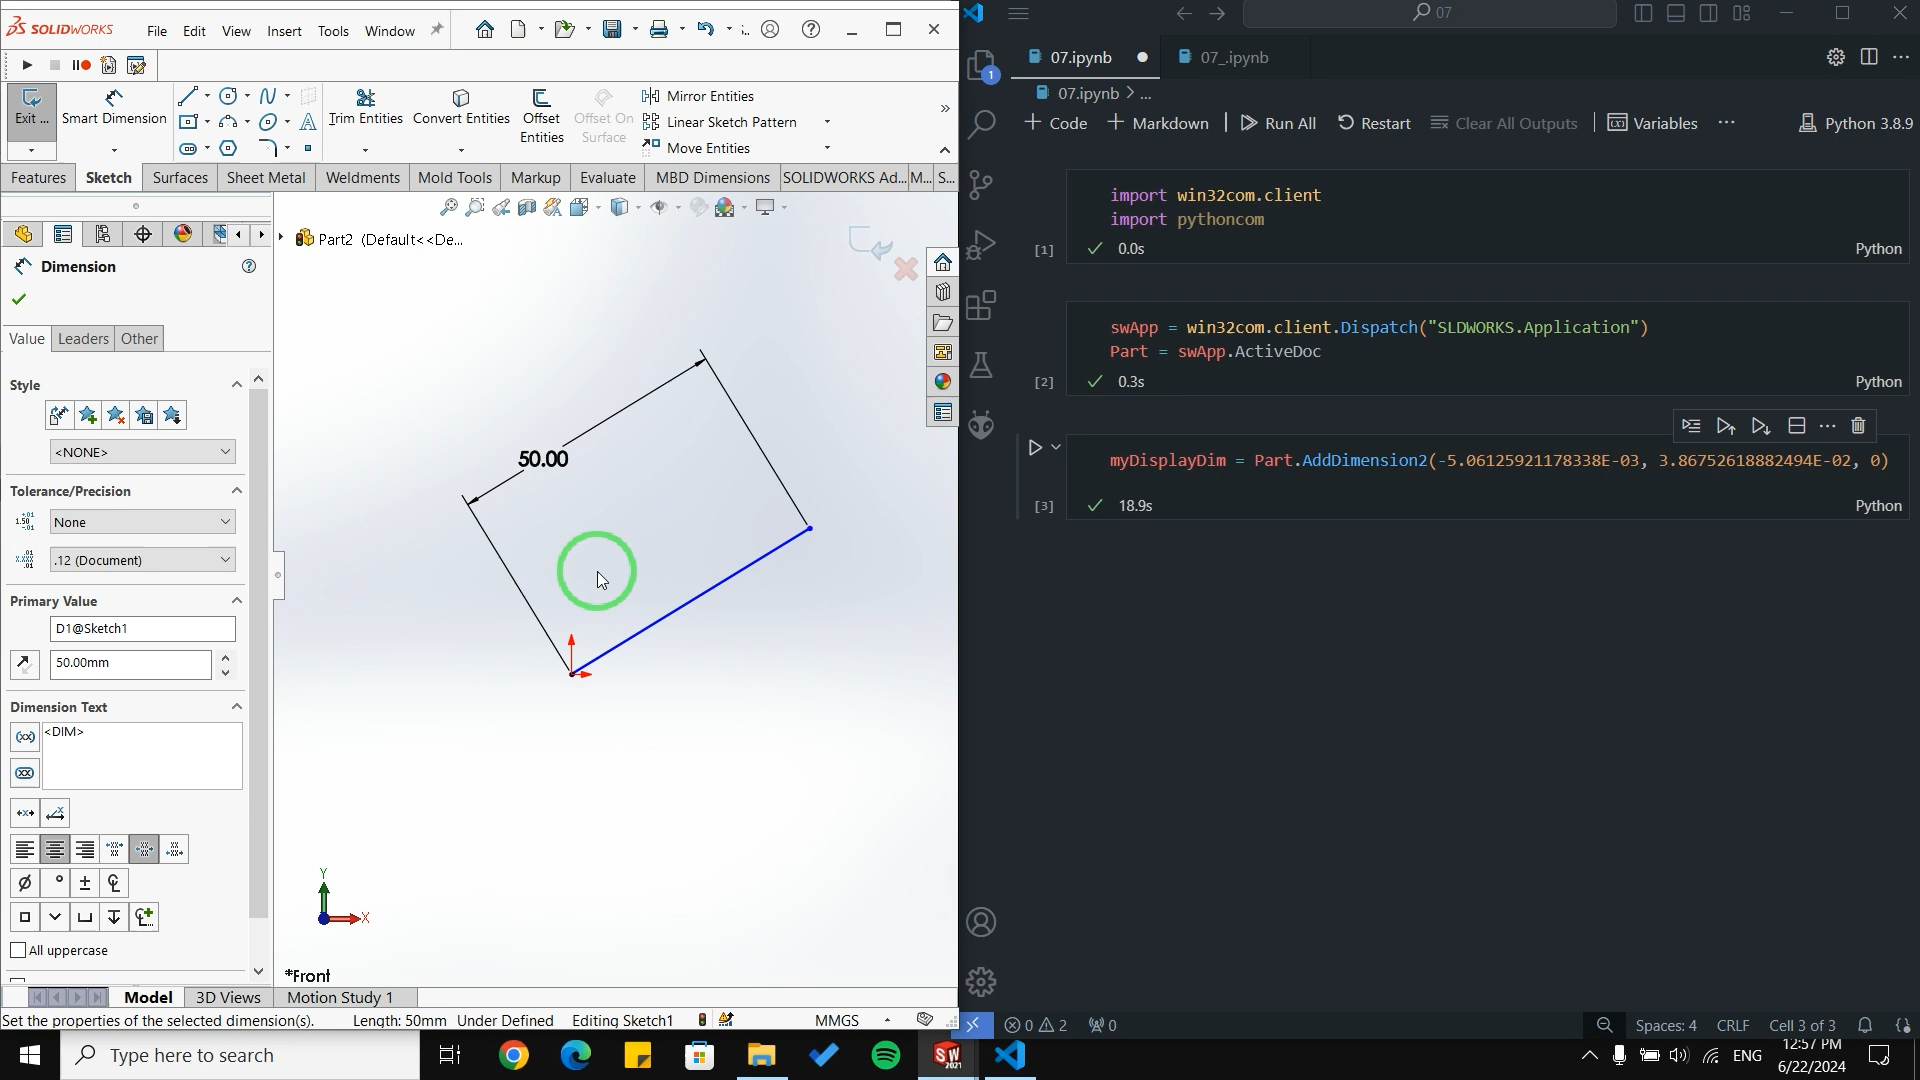 SOLIDWORKS
File Edit View Insert Tools Window
Exit ...
Smart Dimension
Trim Entities
Convert Entities
Offset Entities
Offset On Surface
Mirror Entities
Linear Sketch Pattern
Move Entities
Features Sketch Surfaces Sheet Metal Weldments Mold Tools Markup Evaluate MBD Dimensions SOLIDWORKS Ad... M... S...
Part2 (Default<<De...
Dimension
Value Leaders Other
Style
<NONE>
Tolerance/Precision
None
.12 (Document)
Primary Value
D1@Sketch1
50.00mm
Dimension Text
<DIM>
All uppercase
50.00
Y
X
*Front
Model 3D Views Motion Study 1
Set the properties of the selected dimension(s). Length: 50mm Under Defined Editing Sketch1 MMGS
07
07.ipynb
07_.ipynb
07.ipynb > ...
Code Markdown Run All Restart Clear All Outputs Variables ... Python 3.8.9
1
import win32com.client
import pythoncom
[1] 0.0s Python
swApp = win32com.client.Dispatch("SLDWORKS.Application")
Part = swApp.ActiveDoc
[2] 0.3s Python
myDisplayDim = Part.AddDimension2(-5.06125921178338E-03, 3.86752618882494E-02, 0)
[3] 18.9s Python
0 2 0 Spaces: 4 CRLF Cell 3 of 3
Type here to search
SW 2021
ENG
12:57 PM
6/22/2024